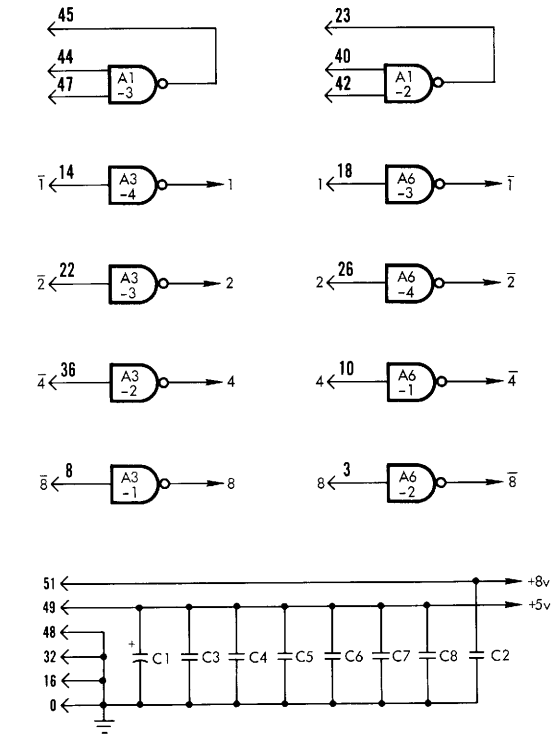 45 23
44 40
A1 A1
47 -3 42 -2
1̅ 14 A3 1 1 18 A6 1̅
-4 -3
2̅ 22 A3 2 2 26 A6 2̅
-3 -4
4̅ 36 A3 4 4 10 A6 4̅
-2 -1
8̅ 8 A3 8 8 3 A6 8̅
-1 -2
51 +8v
49 +5v
48
+
32 C1 C3 C4 C5 C6 C7 C8 C2
16
0